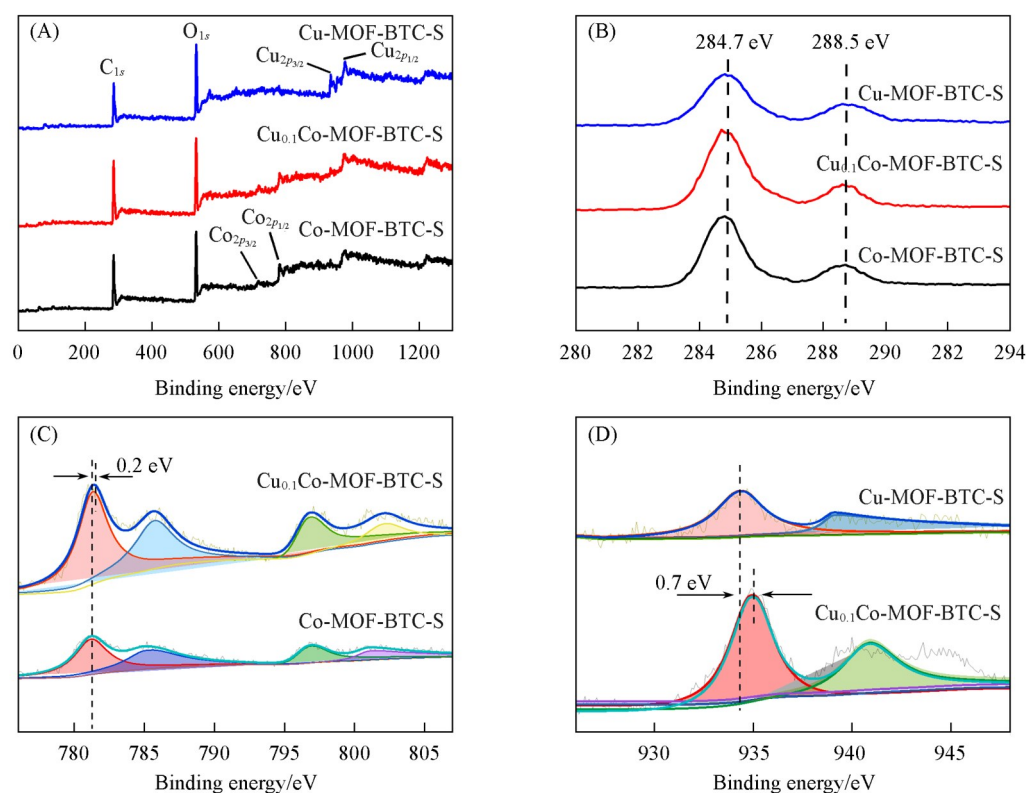 (A)
Cu-MOF-BTC-S
O1s
Cu2p3/2
Cu2p1/2
C1s
Cu0.1Co-MOF-BTC-S
Co2p1/2
Co2p3/2
Co-MOF-BTC-S
0 200 400 600 800 1000 1200
Binding energy/eV
(B)
284.7 eV 288.5 eV
Cu-MOF-BTC-S
Cu0.1Co-MOF-BTC-S
Co-MOF-BTC-S
280 282 284 286 288 290 282 294
Binding energy/eV
(C)
0.2 eV
Cu0.1Co-MOF-BTC-S
Co-MOF-BTC-S
780 785 790 795 800 805
Binding energy/eV
(D)
Cu-MOF-BTC-S
0.7 eV
Cu0.1Co-MOF-BTC-S
930 935 940 945
Binding energy/eV